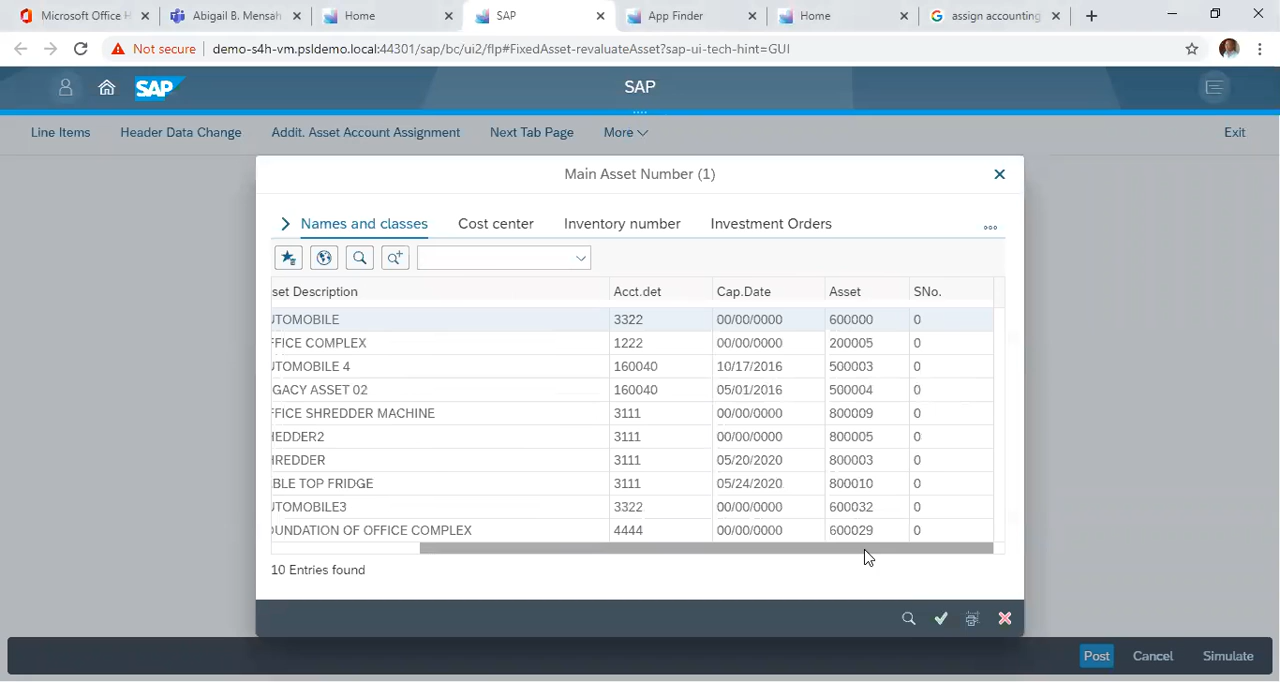 Microsoft Office H
Abigail B. Mensah
Home
SAP
App Finder
Home
assign accounting
Not secure
demo-s4h-vm.psldemo.local:44301/sap/bc/ui2/flp#FixedAsset-revaluateAsset?sap-ui-tech-hint=GUI
SAP
SAP
Line Items
Header Data Change
Addit. Asset Account Assignment
Next Tab Page
More
Exit
Main Asset Number (1)
Names and classes
Cost center
Inventory number
Investment Orders
set Description Acct.det Cap.Date Asset SNo.
UTOMOBILE 3322 00/00/0000 600000 0
FFICE COMPLEX 1222 00/00/0000 200005 0
UTOMOBILE 4 160040 10/17/2016 500003 0
GACY ASSET 02 160040 05/01/2016 500004 0
FFICE SHREDDER MACHINE 3111 00/00/0000 800009 0
HEDDER2 3111 00/00/0000 800005 0
HREDDER 3111 05/20/2020 800003 0
BLE TOP FRIDGE 3111 05/24/2020 800010 0
UTOMOBILE3 3322 00/00/0000 600032 0
OUNDATION OF OFFICE COMPLEX 4444 00/00/0000 600029 0
10 Entries found
Post
Cancel
Simulate